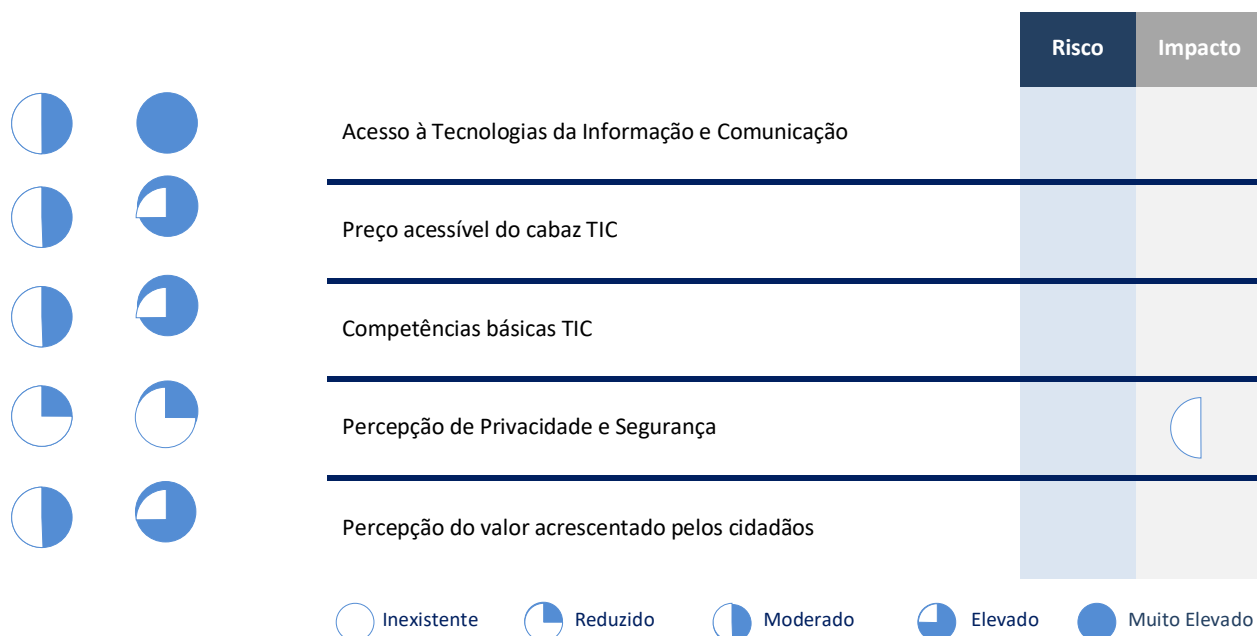 Risco Impacto
Acesso à Tecnologias da Informação e Comunicação
Preço acessível do cabaz TIC
Competências básicas TIC
Percepção de Privacidade e Segurança
Percepção do valor acrescentado pelos cidadãos
Inexistente Reduzido Moderado Elevado Muito Elevado